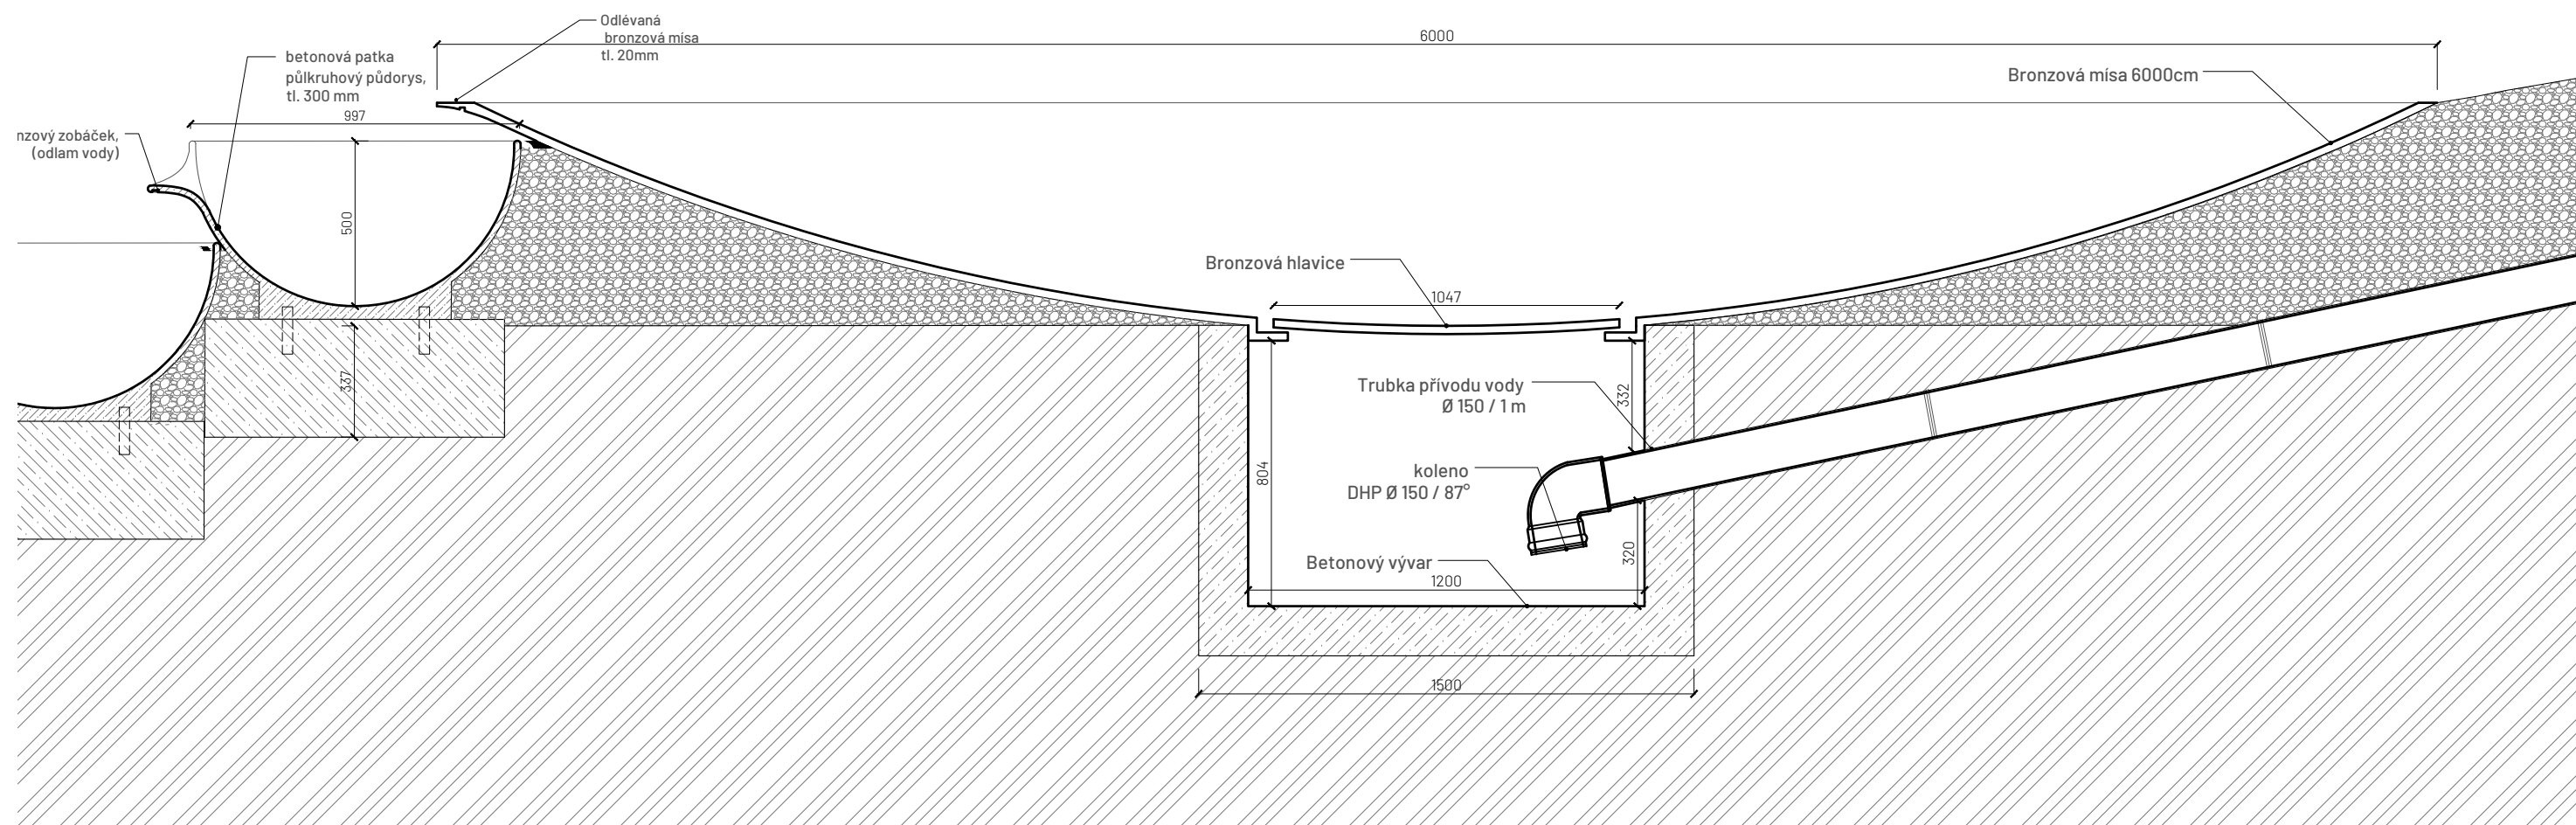 Odlévaná
bronzová mísa
tl. 20mm
6000
betonová patka
půlkruhový půdorys,
tl. 300 mm
Bronzová mísa 6000cm
997
nzový zobáček,
(odlam vody)
500
Bronzová hlavice
1047
337
Trubka přívodu vody
Ø 150 / 1 m
332
804
koleno
DHP Ø 150 / 87°
320
Betonový vývar
1200
1500